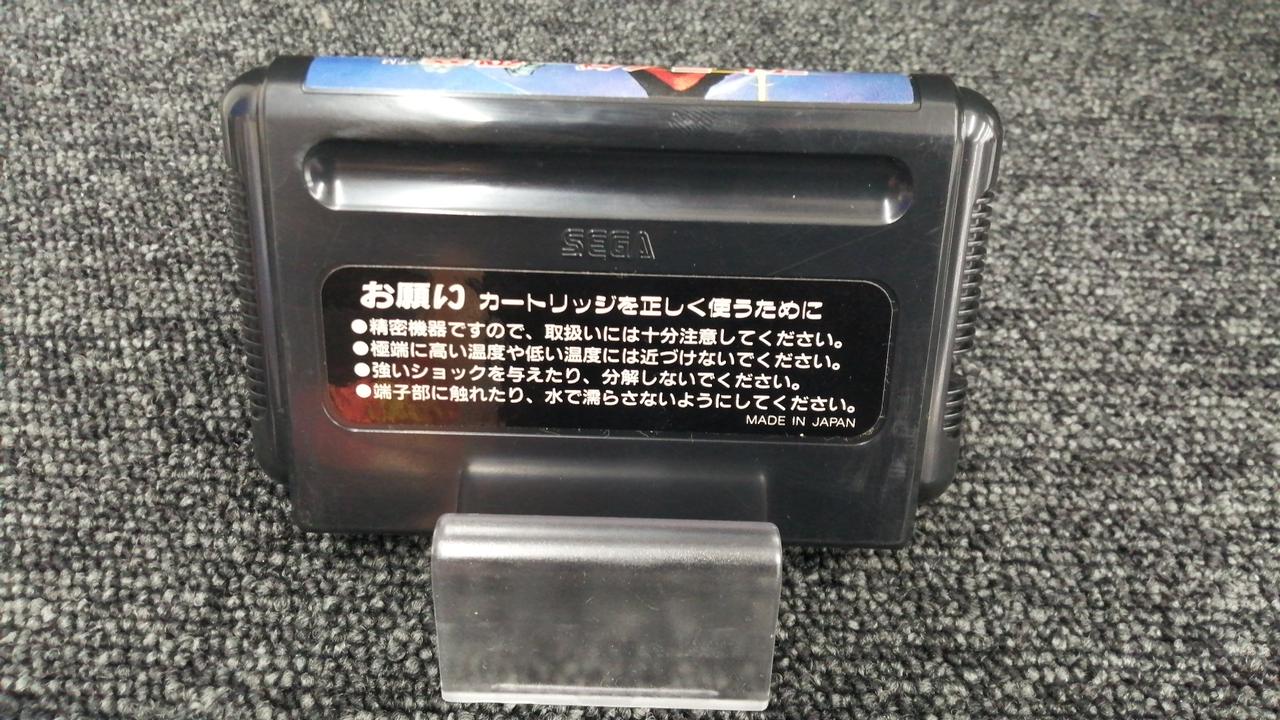 TM
SEGA
お願い カートリッジを正しく使うために
●精密機器ですので、取扱いには十分注意してください。
●極端に高い温度や低い温度には近づけないでください。
●強いショックを与えたり、分解しないでください。
●端子部に触れたり、水で濡らさないようにしてください。
MADE IN JAPAN